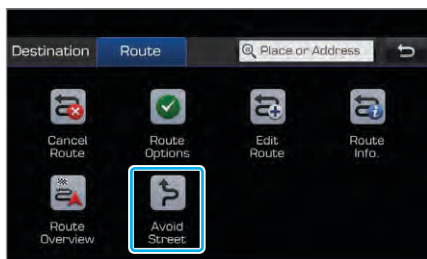 Destination
Route
Place or Address
Cancel
Route
Route
Options
Edit
Route
Route
Info.
Route
Overview
Avoid
Street